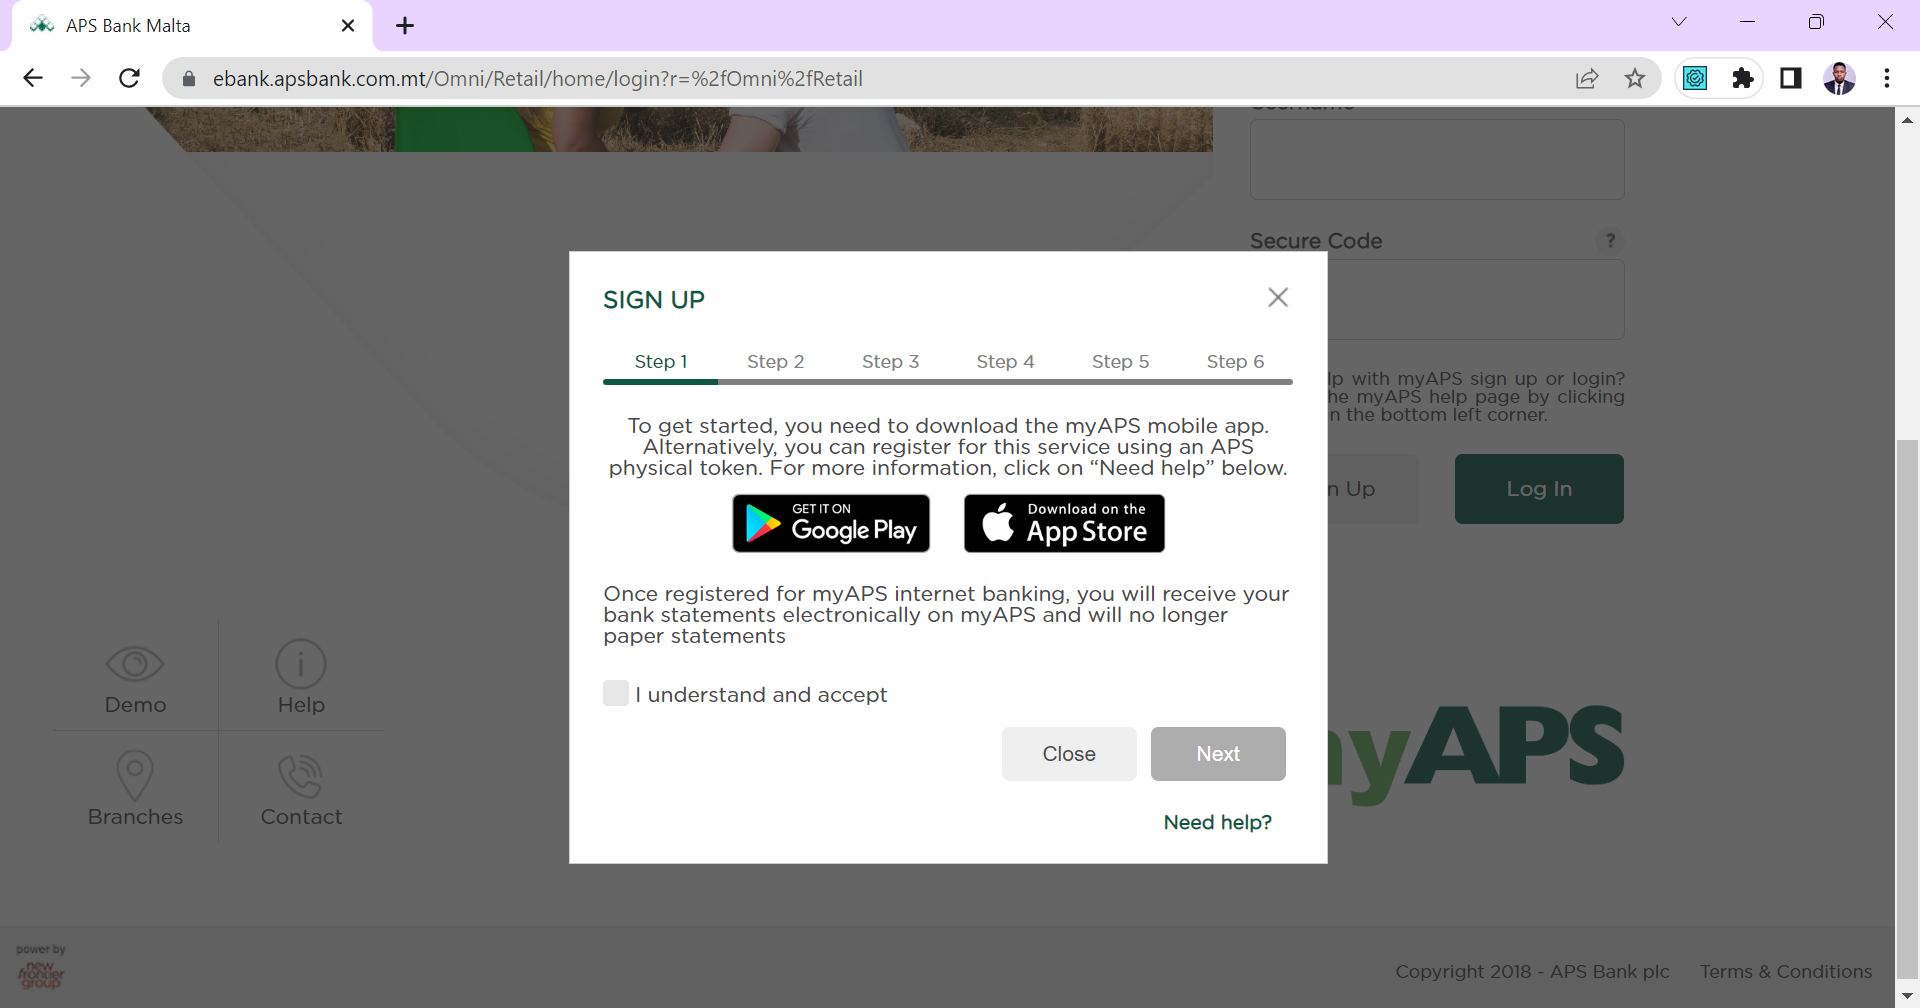 APS Bank Malta
ebank.apsbank.com.mt/Omni/Retail/home/login?r=%2fOmni%2fRetail
Username
Secure Code
?
SIGN UP
Step 1 Step 2 Step 3 Step 4 Step 5 Step 6
lp with myAPS sign up or login?
he myAPS help page by clicking
n the bottom left corner.
To get started, you need to download the myAPS mobile app.
Alternatively, you can register for this service using an APS
physical token. For more information, click on “Need help” below.
n Up
Log In
GET IT ON
Google Play
Download on the
App Store
Once registered for myAPS internet banking, you will receive your
bank statements electronically on myAPS and will no longer
paper statements
I understand and accept
Close
Next
Need help?
Demo
Help
Branches
Contact
yAPS
power by
new
frontier
group
Copyright 2018 - APS Bank plc
Terms & Conditions